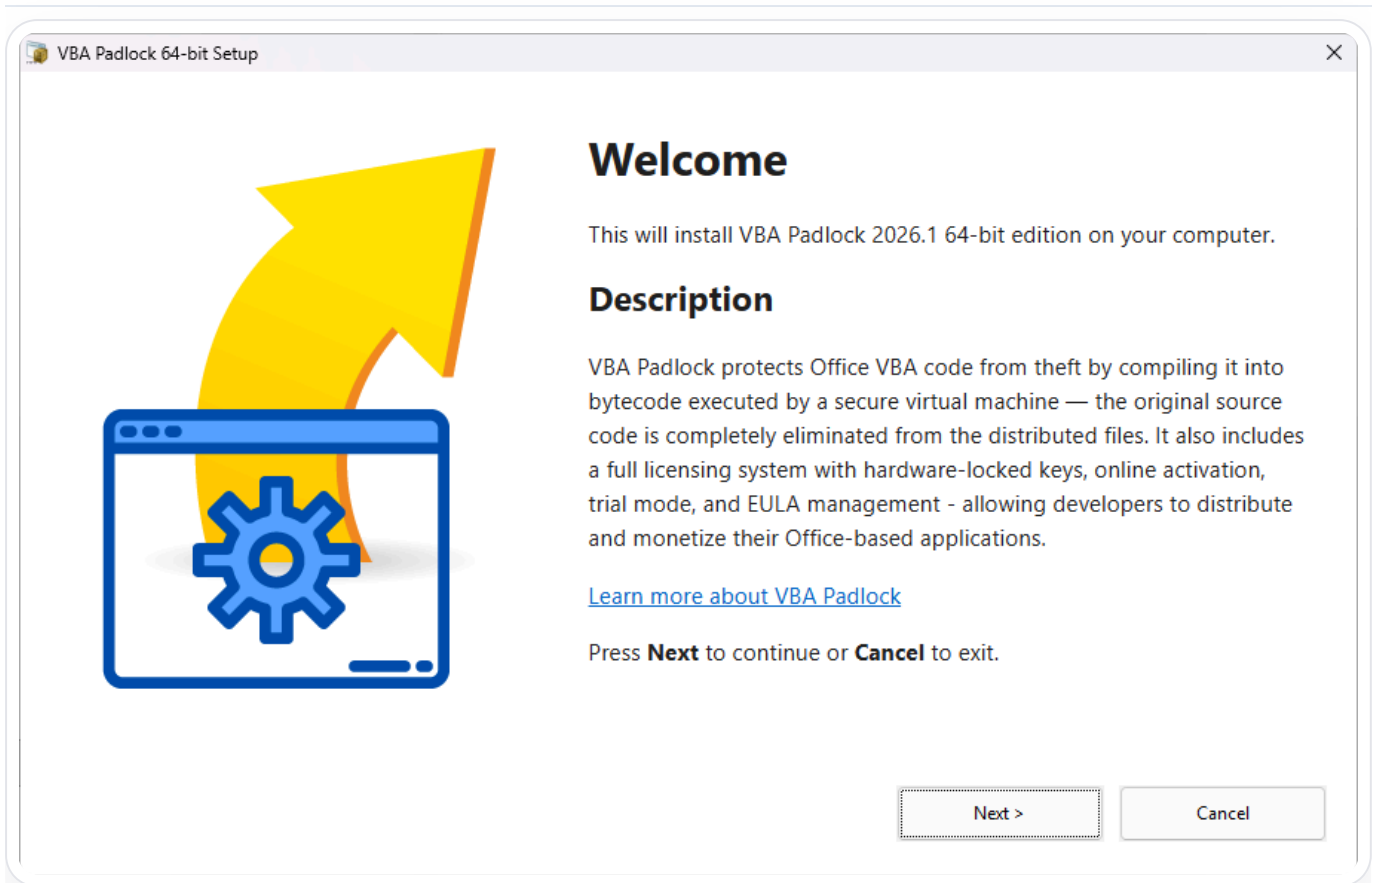 VBA Padlock 64-bit Setup
Welcome
This will install VBA Padlock 2026.1 64-bit edition on your computer.
Description
VBA Padlock protects Office VBA code from theft by compiling it into
bytecode executed by a secure virtual machine — the original source
code is completely eliminated from the distributed files. It also includes
a full licensing system with hardware-locked keys, online activation,
trial mode, and EULA management - allowing developers to distribute
and monetize their Office-based applications.
Learn more about VBA Padlock
Press Next to continue or Cancel to exit.
Next >
Cancel